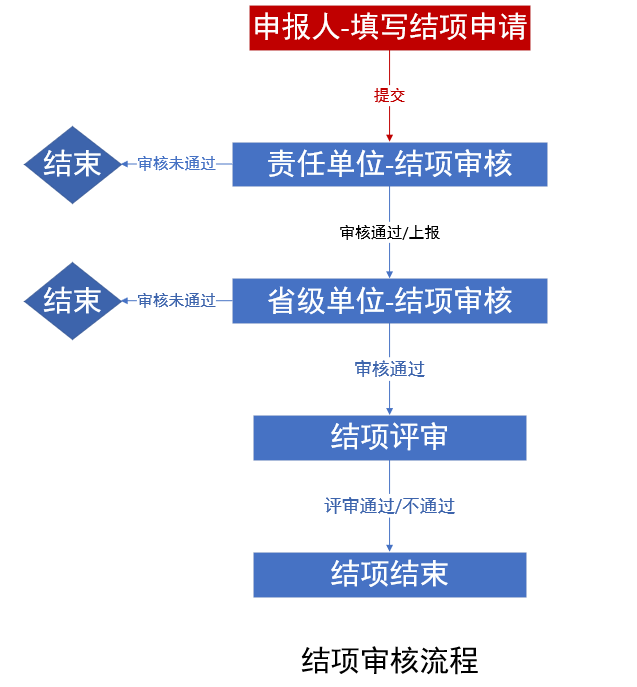 申报人-填写结项申请
提交
结束
审核未通过
责任单位-结项审核
审核通过/上报
结束
审核未通过
省级单位-结项审核
审核通过
结项评审
评审通过/不通过
结项结束
结项审核流程